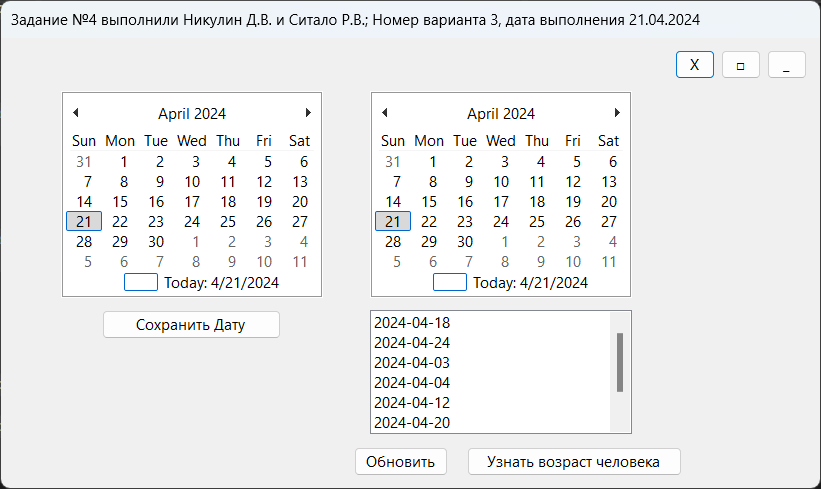 Задание №4 выполнили Никулин Д.В. и Ситало Р.В.; Номер варианта 3, дата выполнения 21.04.2024
X □ _
April 2024
Sun Mon Tue Wed Thu Fri Sat
31 1 2 3 4 5 6
7 8 9 10 11 12 13
14 15 16 17 18 19 20
21 22 23 24 25 26 27
28 29 30 1 2 3 4
5 6 7 8 9 10 11
Today: 4/21/2024
Сохранить Дату
April 2024
Sun Mon Tue Wed Thu Fri Sat
31 1 2 3 4 5 6
7 8 9 10 11 12 13
14 15 16 17 18 19 20
21 22 23 24 25 26 27
28 29 30 1 2 3 4
5 6 7 8 9 10 11
Today: 4/21/2024
2024-04-18
2024-04-24
2024-04-03
2024-04-04
2024-04-12
2024-04-20
Обновить Узнать возраст человека